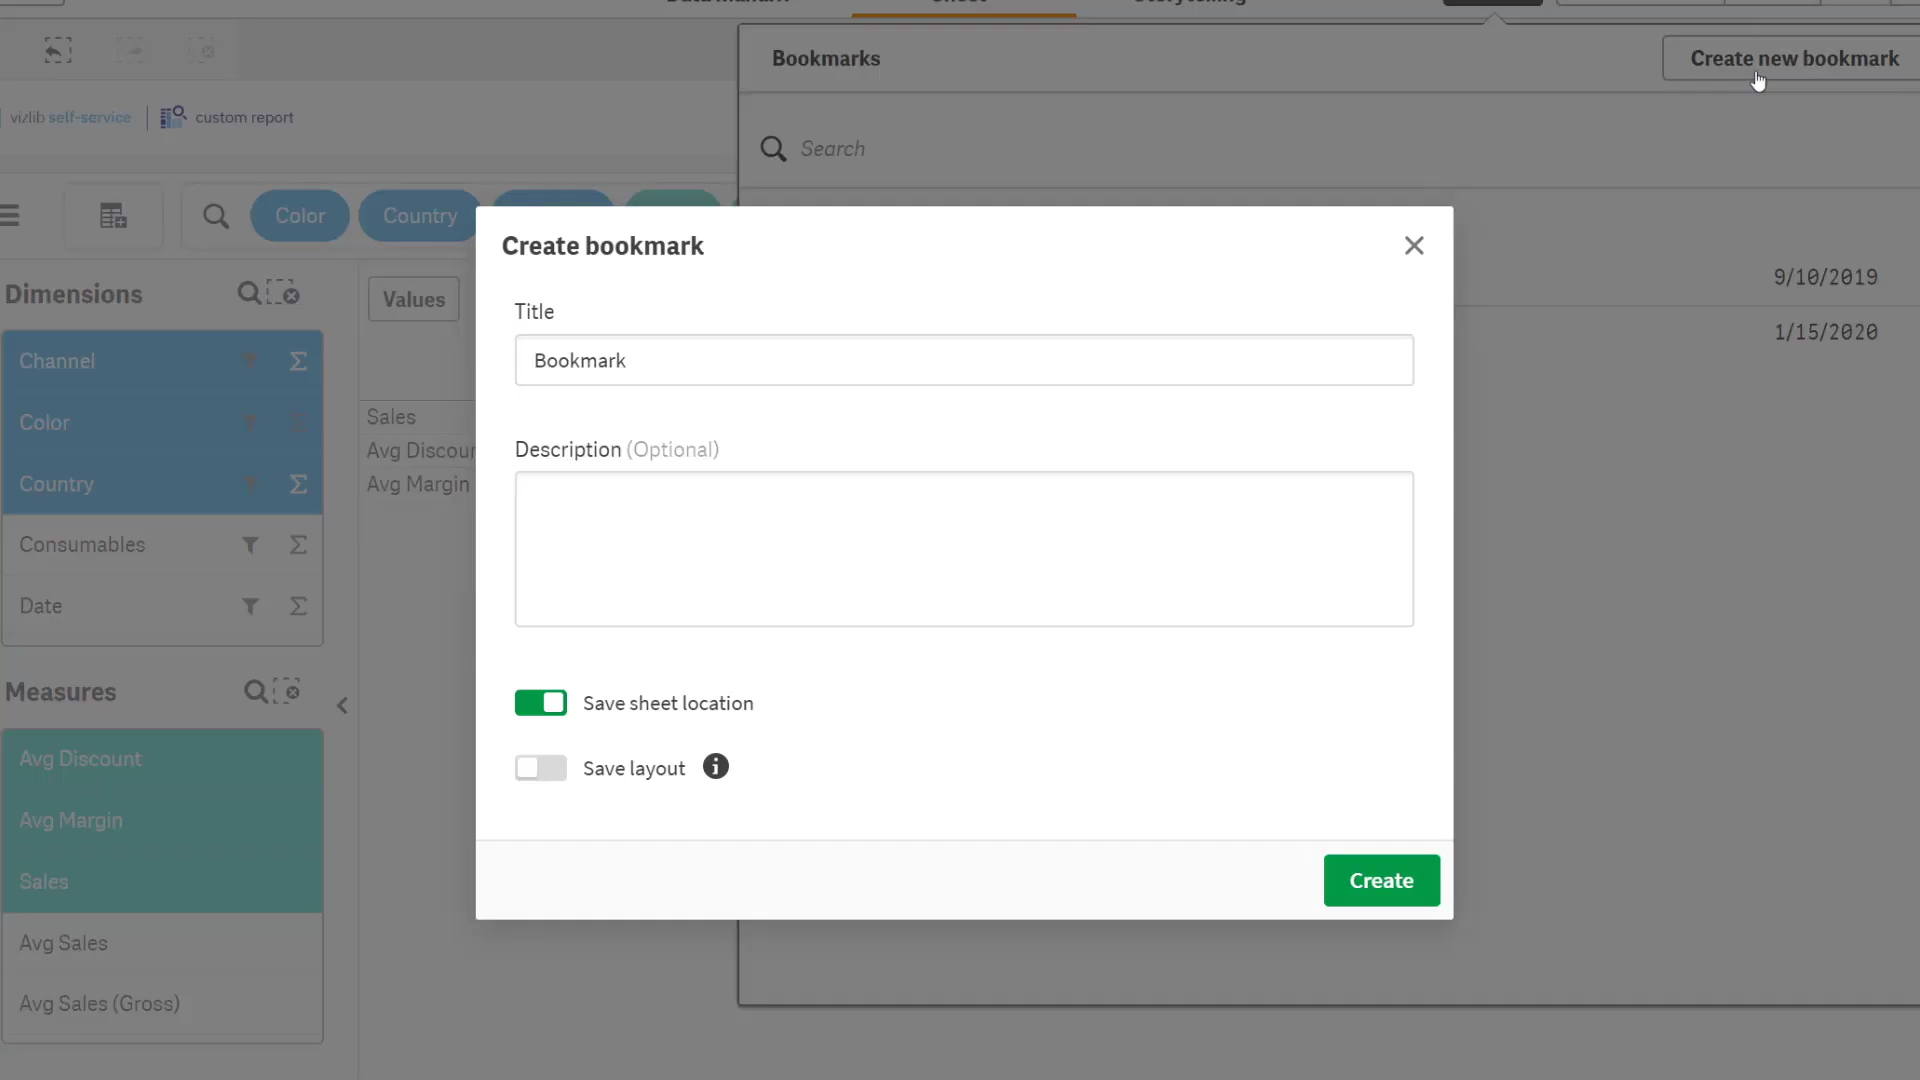 Bookmarks
Create new bookmark
vizlib self-service
custom report
Search
Color
Country
Create bookmark
Dimensions
Values
9/10/2019
Title
1/15/2020
Channel
Bookmark
Color
Sales
Description (Optional)
Avg Discoun
Country
Avg Margin
Consumables
Date
Measures
Save sheet location
Avg Discount
Save layout
Avg Margin
Sales
Create
Avg Sales
Avg Sales (Gross)